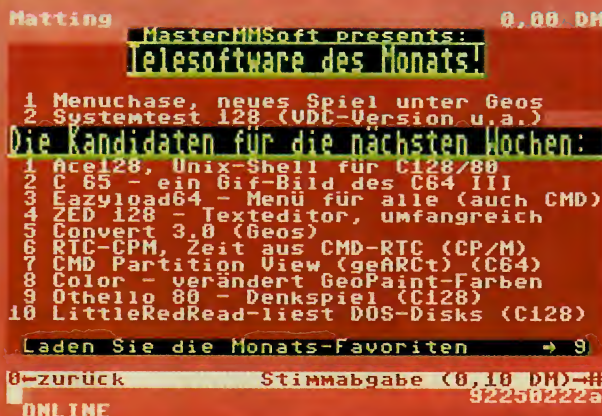 Matting 0,00 DM
MasterMMSoft presents:
Telesoftware des Monats!
1 Menuchase, neues Spiel unter Geos
2 Systemtest 128 (VDC-Version u.a.)
Die Kandidaten für die nächsten Wochen:
1 Ace128, Unix-Shell für C128/80
2 C 65 - ein Gif-Bild des C64 III
3 Eazyload64 - Menü für alle (auch CMD)
4 ZED 128 - Texteditor, umfangreich
5 Convert 3.0 (Geos)
6 RTC-CPM, Zeit aus CMD-RTC (CP/M)
7 CMD Partition View (geARCt) (C64)
8 Color - verändert GeoPaint-Farben
9 Othello 80 - Denkspiel (C128)
10 LittleRedRead-liest DOS-Disks (C128)
Laden Sie die Monats-Favoriten → 9
0←zurück Stimmabgabe (0,10 DM)→#
92250222a
ONLINE